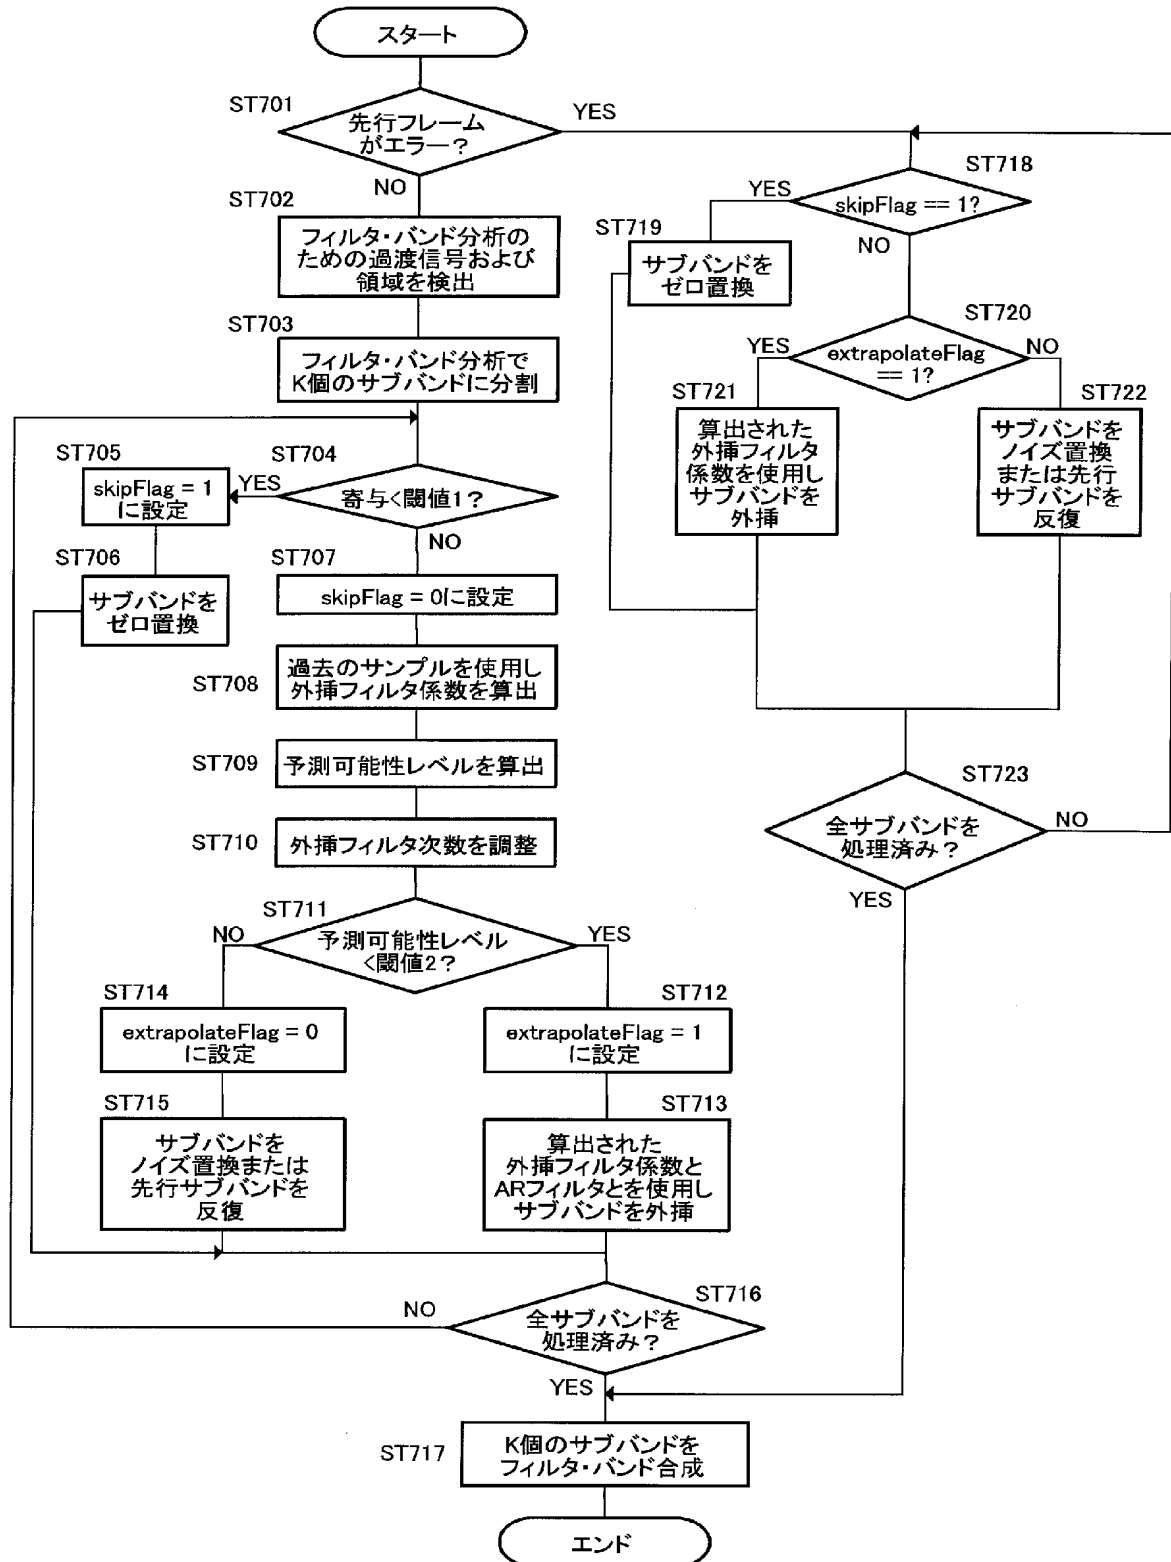 スタート
ST701
先行フレーム
がエラー？
YES
NO
ST702
フィルタ・バンド分析の
ための過渡信号および
領域を検出
ST703
フィルタ・バンド分析で
K個のサブバンドに分割
ST704
寄与<閾値1？
YES
NO
ST705
skipFlag = 1
に設定
ST706
サブバンドを
ゼロ置換
ST707
skipFlag = 0に設定
ST708
過去のサンプルを使用し
外挿フィルタ係数を算出
ST709
予測可能性レベルを算出
ST710
外挿フィルタ次数を調整
ST711
予測可能性レベル
<閾値2？
NO
YES
ST714
extrapolateFlag = 0
に設定
ST712
extrapolateFlag = 1
に設定
ST715
サブバンドを
ノイズ置換または
先行サブバンドを
反復
ST713
算出された
外挿フィルタ係数と
ARフィルタとを使用し
サブバンドを外挿
ST716
全サブバンドを
処理済み？
NO
YES
ST717
K個のサブバンドを
フィルタ・バンド合成
エンド
ST718
skipFlag == 1?
YES
NO
ST719
サブバンドを
ゼロ置換
ST720
extrapolateFlag
== 1?
YES
NO
ST721
算出された
外挿フィルタ
係数を使用し
サブバンドを
外挿
ST722
サブバンドを
ノイズ置換
または先行
サブバンドを
反復
ST723
全サブバンドを
処理済み？
NO
YES